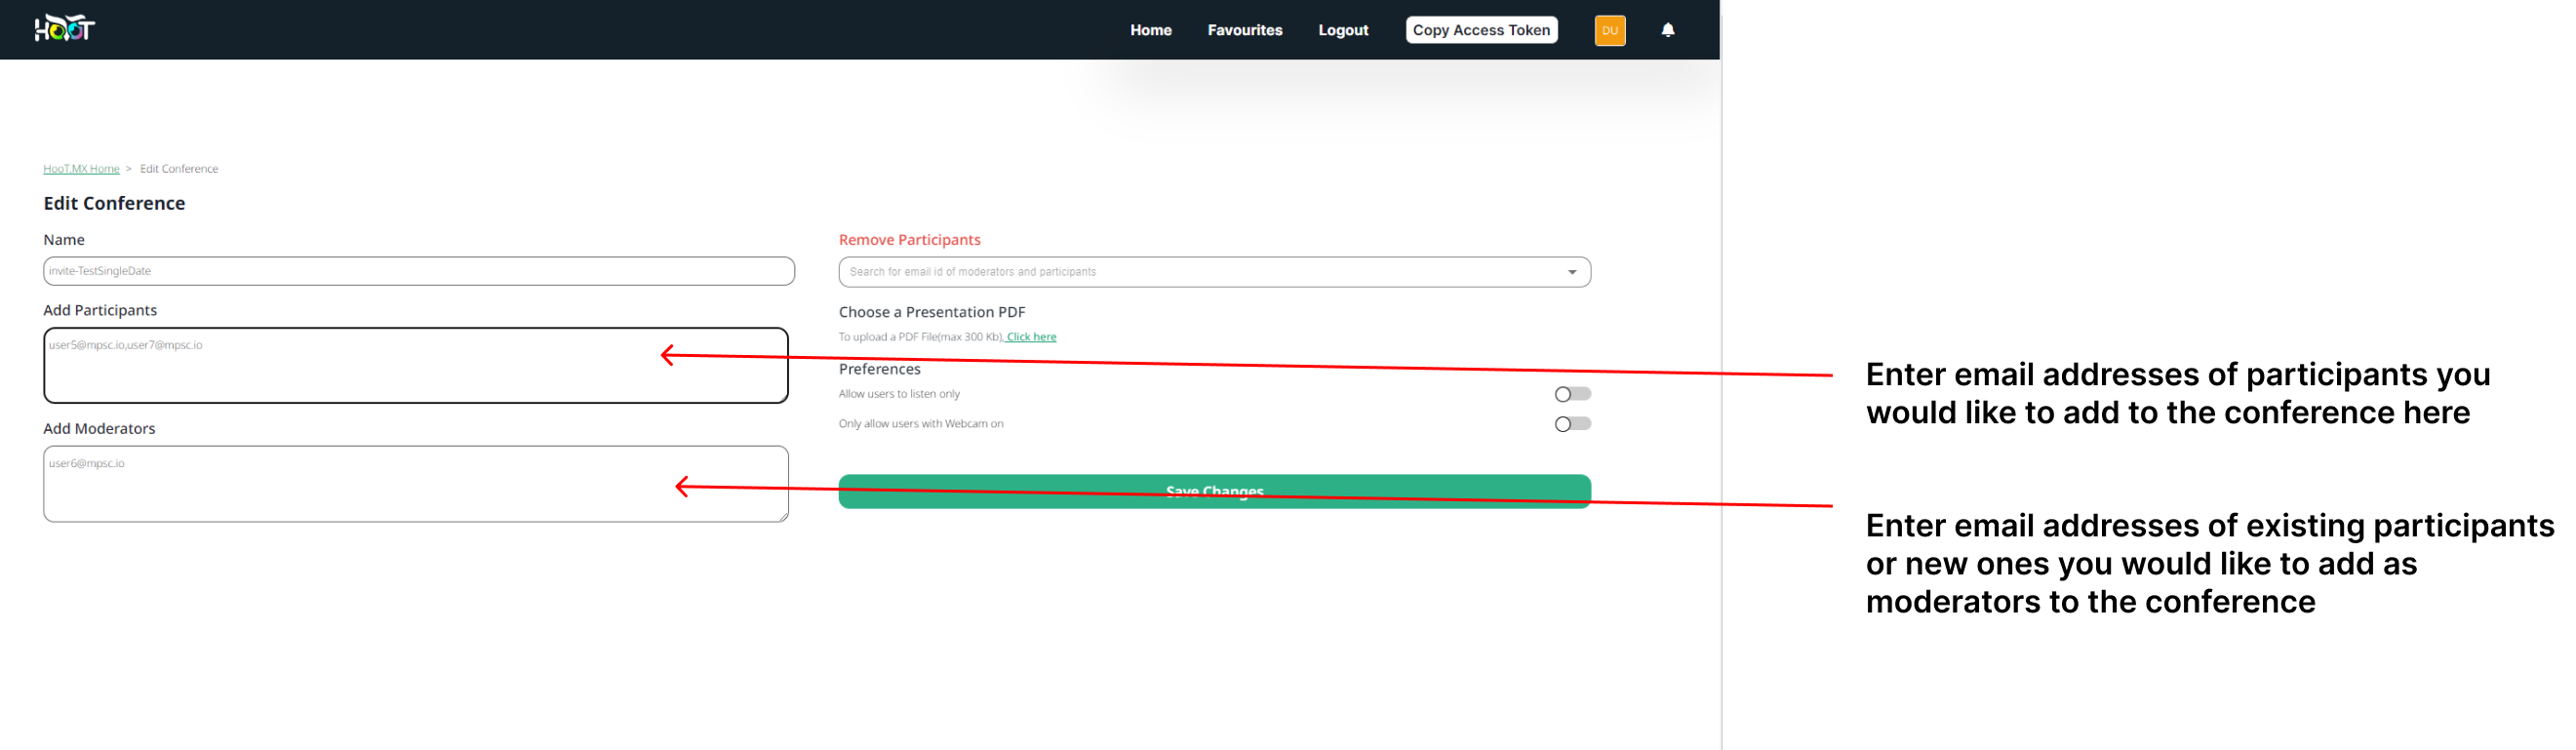 HOOT
Home Favourites Logout Copy Access Token DU
HooT.MX Home > Edit Conference
Edit Conference
Name
invite-TestSingleDate
Add Participants
user5@mpsc.io,user7@mpsc.io
Add Moderators
user6@mpsc.io
Remove Participants
Search for email id of moderators and participants
Choose a Presentation PDF
To upload a PDF File(max 300 Kb), Click here
Preferences
Allow users to listen only
Only allow users with Webcam on
Save Changes
Enter email addresses of participants you
would like to add to the conference here
Enter email addresses of existing participants
or new ones you would like to add as
moderators to the conference